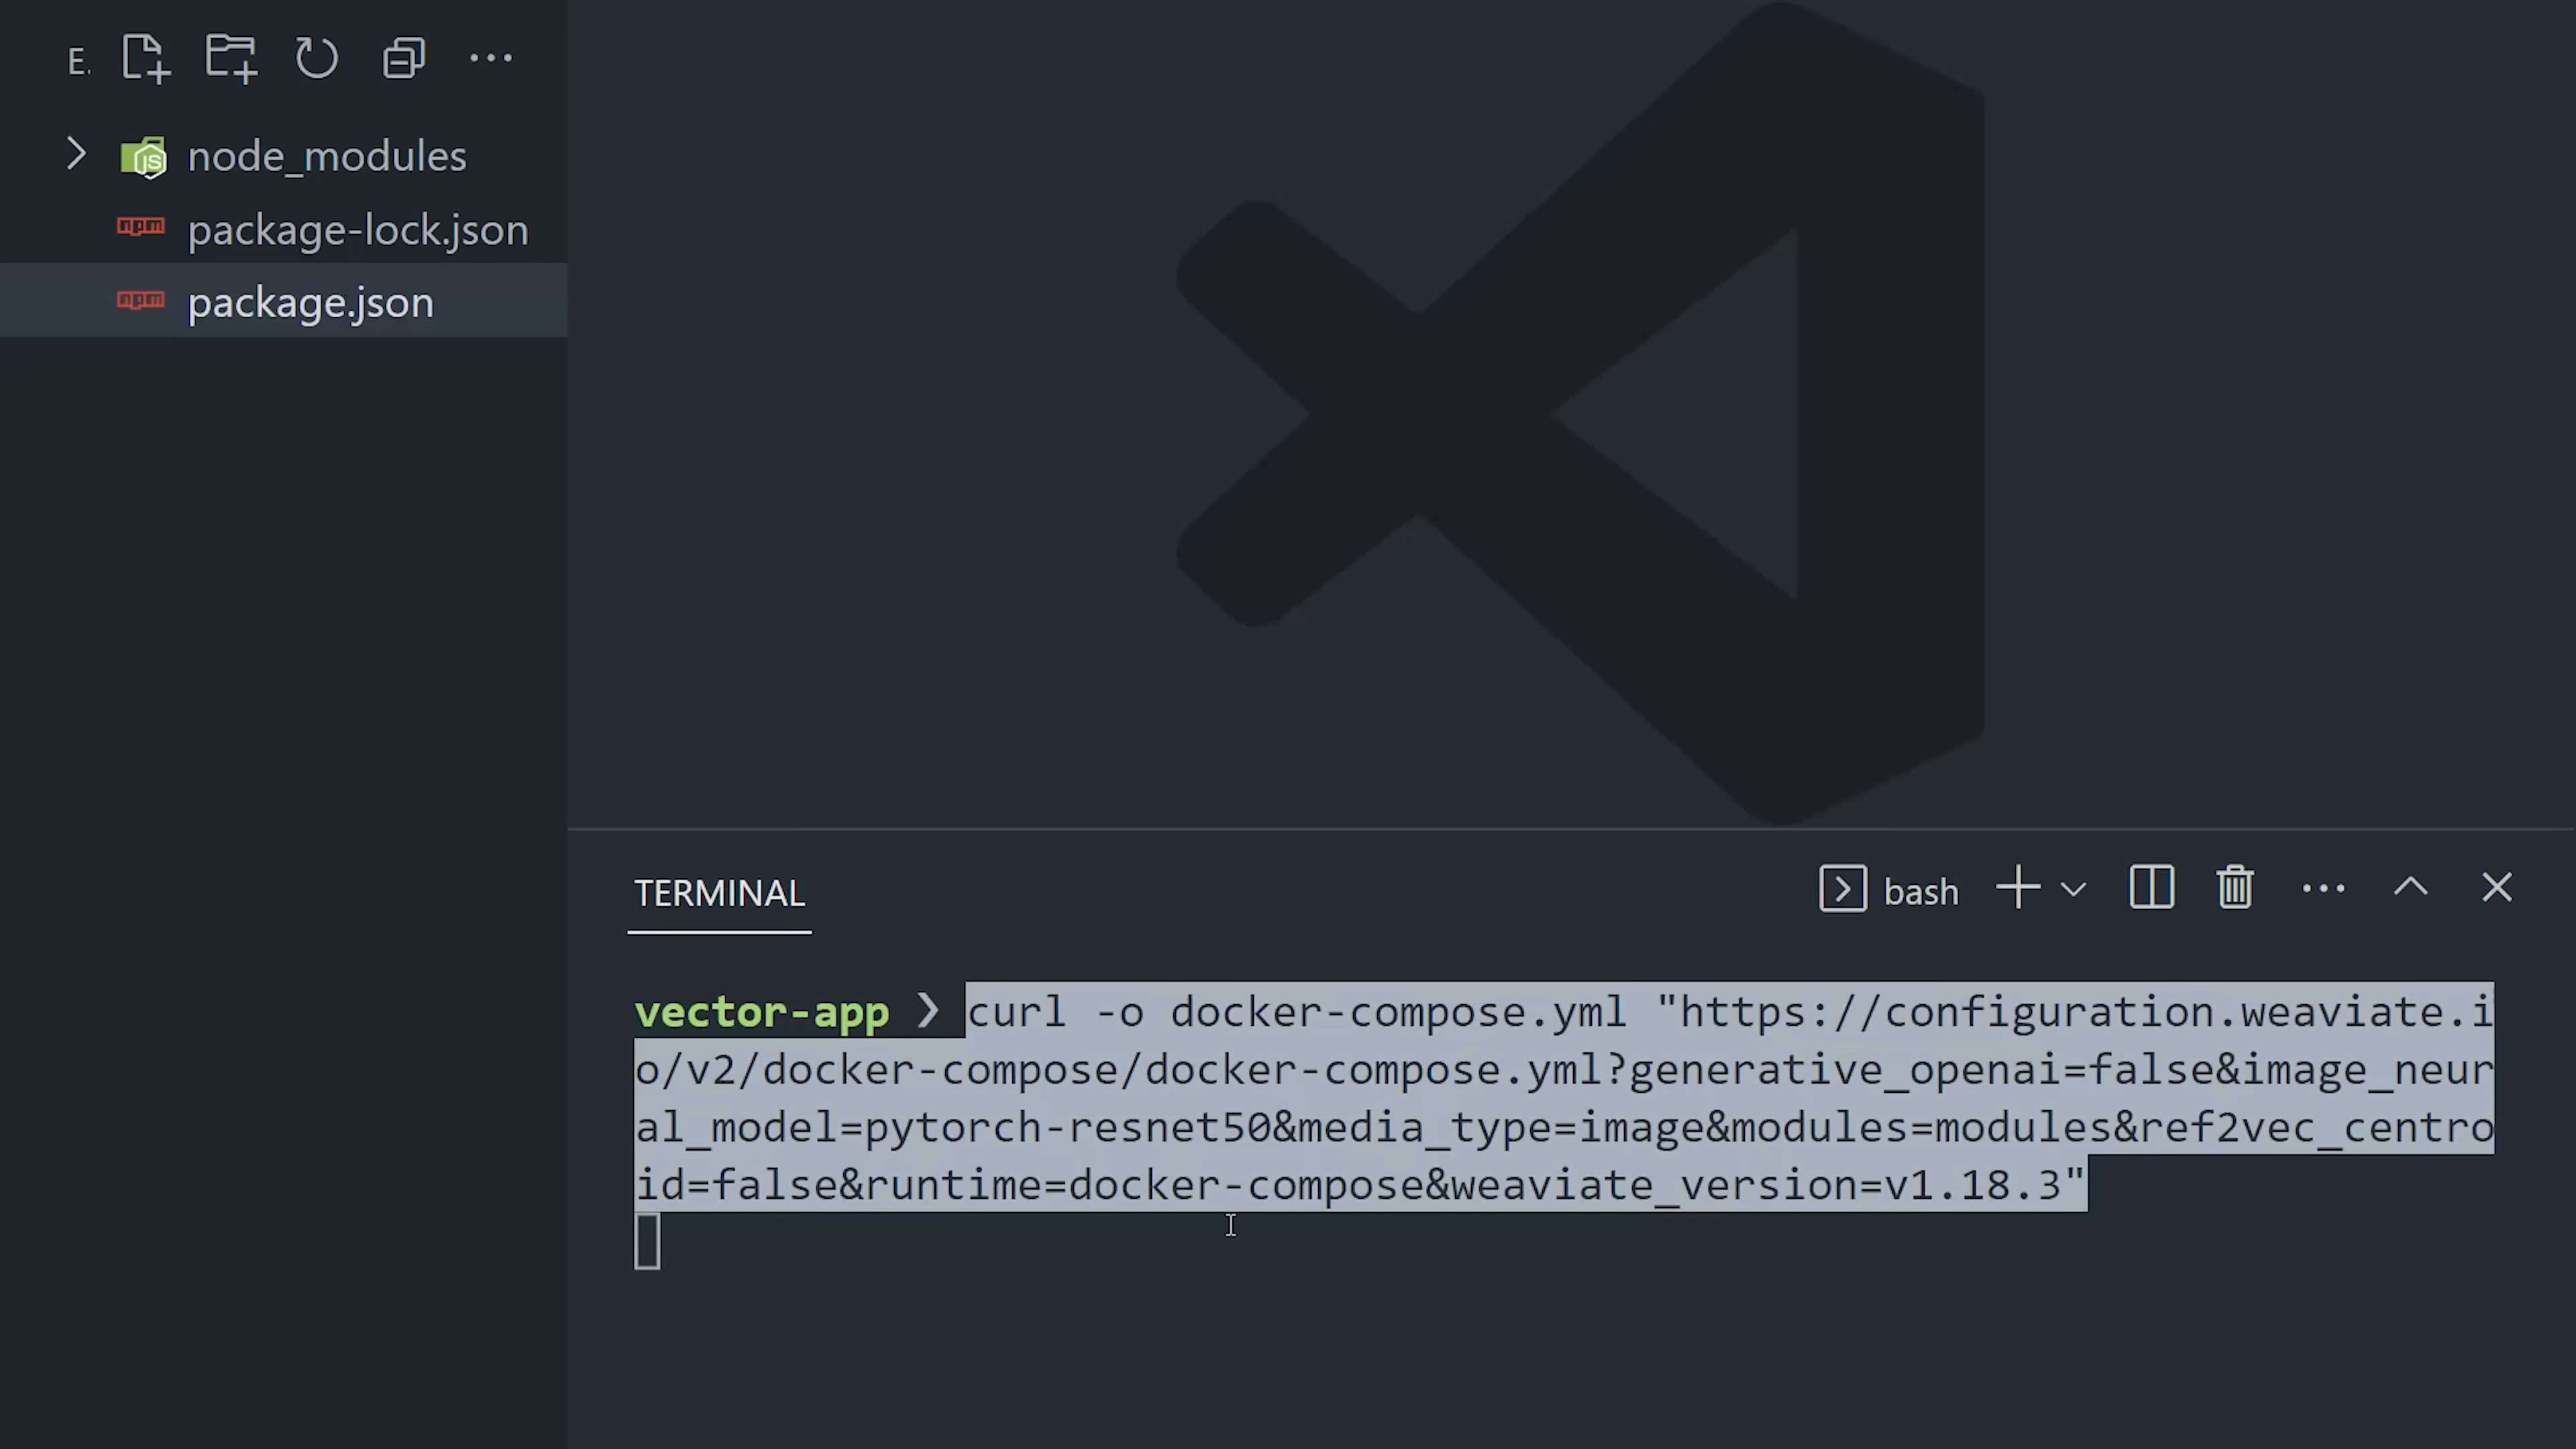 E.
node_modules
package-lock.json
package.json
TERMINAL
bash
vector-app ❯ curl -o docker-compose.yml "https://configuration.weaviate.i
o/v2/docker-compose/docker-compose.yml?generative_openai=false&image_neur
al_model=pytorch-resnet50&media_type=image&modules=modules&ref2vec_centro
id=false&runtime=docker-compose&weaviate_version=v1.18.3"